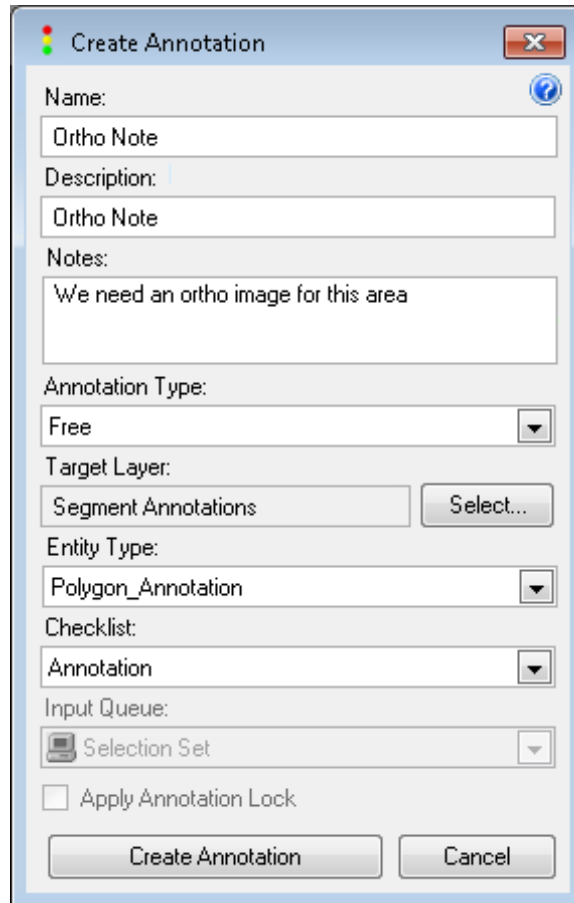 Create Annotation
Name:
Ortho Note
Description:
Ortho Note
Notes:
We need an ortho image for this area
Annotation Type:
Free
Target Layer:
Segment Annotations
Select...
Entity Type:
Polygon_Annotation
Checklist:
Annotation
Input Queue:
Selection Set
Apply Annotation Lock
Create Annotation
Cancel